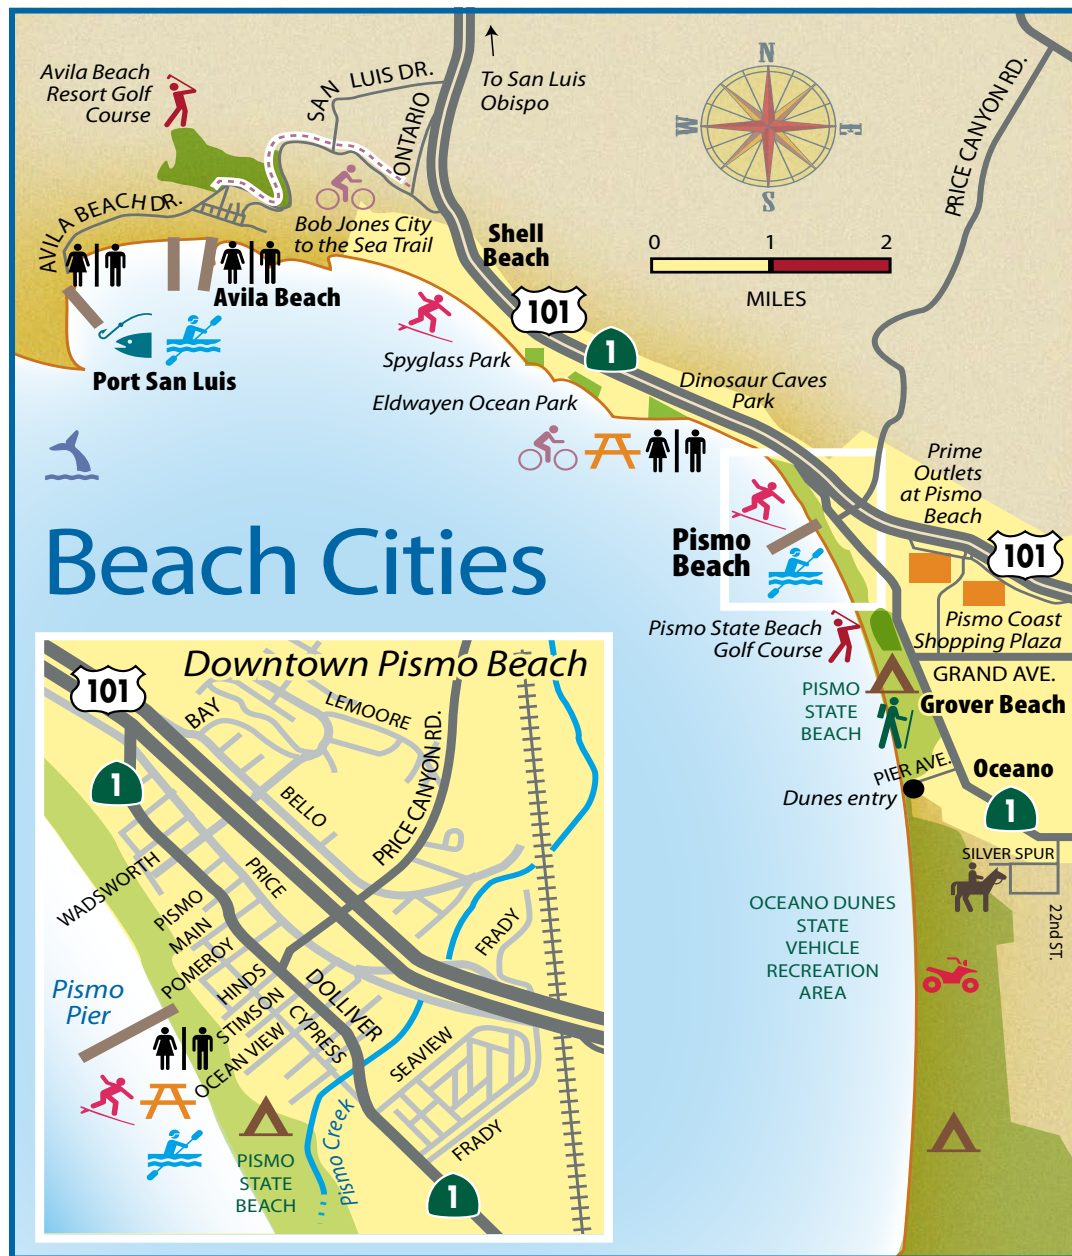 Avila Beach
Resort Golf
Course
SAN LUIS DR.
ONTARIO
To San Luis
Obispo
N
W
E
S
PRICE CANYON RD.
AVILA BEACH DR.
Bob Jones City
to the Sea Trail
Shell
Beach
0 1 2
MILES
Avila Beach
101
1
Port San Luis
Spyglass Park
Eldwayen Ocean Park
Dinosaur Caves
Park
Prime
Outlets
at Pismo
Beach
101
Beach Cities
Pismo
Beach
Pismo State Beach
Golf Course
Pismo Coast
Shopping Plaza
GRAND AVE.
PISMO
STATE
BEACH
Grover Beach
PIER AVE.
Oceano
Dunes entry
1
SILVER SPUR
22nd ST.
OCEANO DUNES
STATE
VEHICLE
RECREATION
AREA
Downtown Pismo Beach
101
BAY
LEMOORE
PRICE CANYON RD.
1
BELLO
PRICE
WADSWORTH
PISMO
MAIN
POMEROY
HINDS
STIMSON
OCEAN VIEW
CYPRESS
DOLLIVER
FRADY
SEAVIEW
Pismo
Pier
Pismo Creek
FRADY
PISMO
STATE
BEACH
1